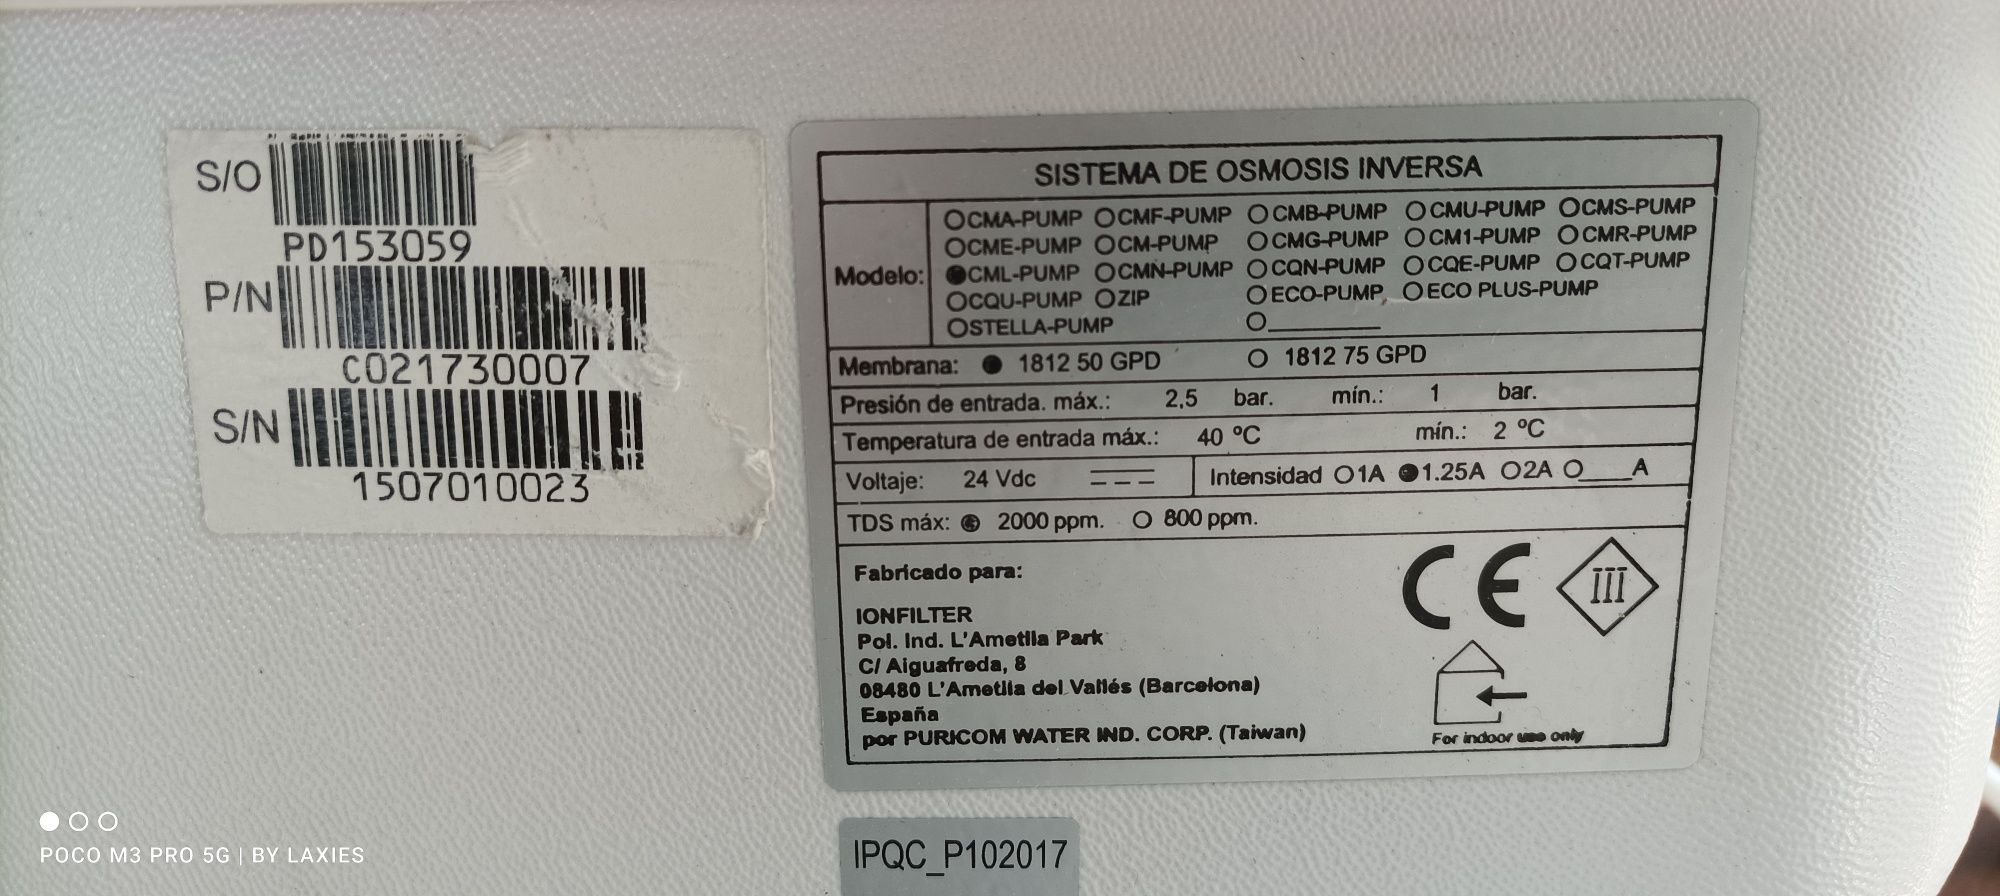 S/O
PD153059
P/N
C021730007
S/N
1507010023
SISTEMA DE OSMOSIS INVERSA
Modelo:
CMA-PUMP CMF-PUMP CMB-PUMP CMU-PUMP CMS-PUMP
CME-PUMP CM-PUMP CMG-PUMP CM1-PUMP CMR-PUMP
CML-PUMP CMN-PUMP CQN-PUMP CQE-PUMP CQT-PUMP
CQU-PUMP ZIP ECO-PUMP ECO PLUS-PUMP
STELLA-PUMP ________
Membrana: 1812 50 GPD 1812 75 GPD
Presión de entrada. máx.: 2,5 bar. mín.: 1 bar.
Temperatura de entrada máx.: 40 ºC mín.: 2 ºC
Voltaje: 24 Vdc Intensidad 1A 1.25A 2A ____A
TDS máx: 2000 ppm. 800 ppm.
Fabricado para:
IONFILTER
Pol. Ind. L'Ametlla Park
C/ Aiguafreda, 8
08480 L'Ametlla del Vallés (Barcelona)
España
por PURICOM WATER IND. CORP. (Taiwan)
CE
III
For indoor use only
IPQC_P102017
POCO M3 PRO 5G | BY LAXIES